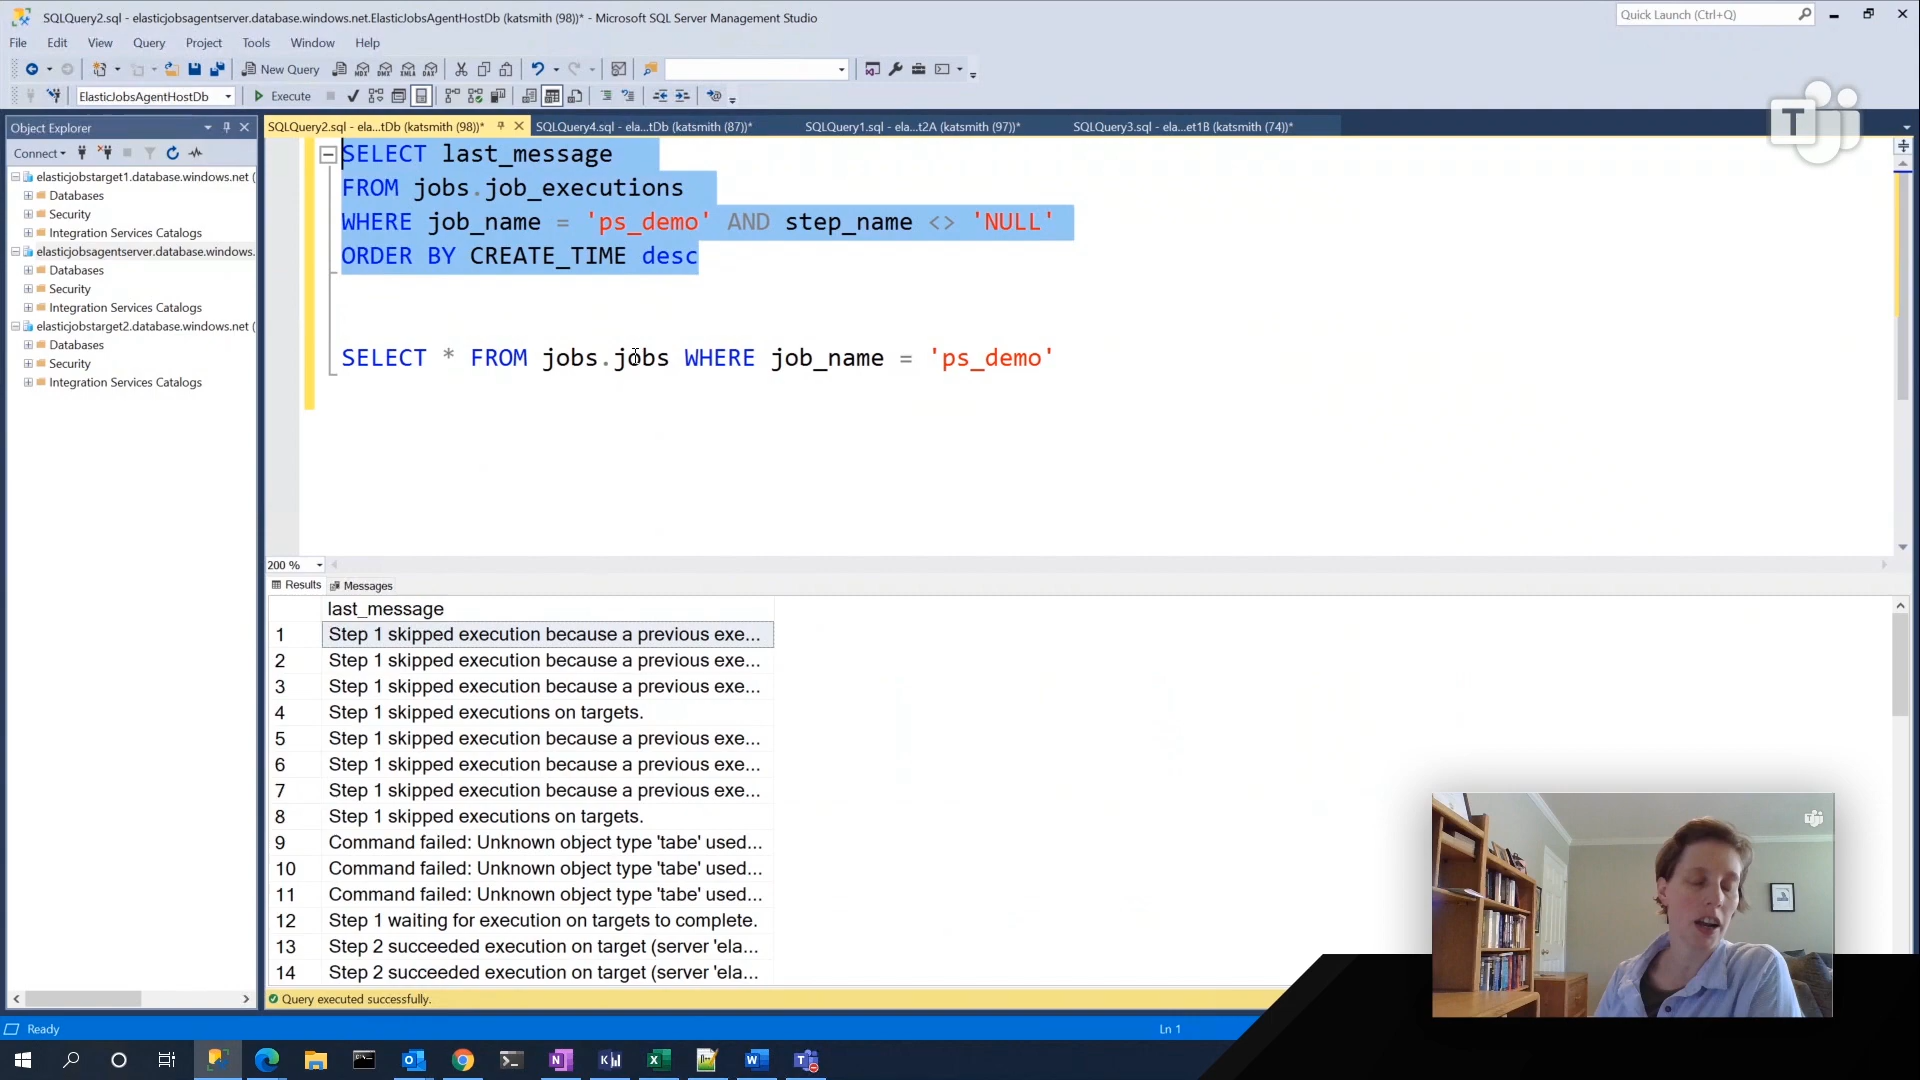 SQLQuery2.sql - elasticjobsagentserver.database.windows.net.ElasticJobsAgentHostDb (katsmith (98))* - Microsoft SQL Server Management Studio
Quick Launch (Ctrl+Q)
File Edit View Query Project Tools Window Help
New Query
ElasticJobsAgentHostDb
Execute
Object Explorer
SQLQuery2.sql - ela...tDb (katsmith (98))*
SQLQuery4.sql - ela...tDb (katsmith (87))*
SQLQuery1.sql - ela...t2A (katsmith (97))*
SQLQuery3.sql - ela...et1B (katsmith (74))*
Connect
elasticjobstarget1.database.windows.net (
Databases
Security
Integration Services Catalogs
elasticjobsagentserver.database.windows.
Databases
Security
Integration Services Catalogs
elasticjobstarget2.database.windows.net (
Databases
Security
Integration Services Catalogs
SELECT last_message
FROM jobs.job_executions
WHERE job_name = 'ps_demo' AND step_name <> 'NULL'
ORDER BY CREATE_TIME desc
SELECT * FROM jobs.jobs WHERE job_name = 'ps_demo'
200 %
Results Messages
last_message
1 Step 1 skipped execution because a previous exe...
2 Step 1 skipped execution because a previous exe...
3 Step 1 skipped execution because a previous exe...
4 Step 1 skipped executions on targets.
5 Step 1 skipped execution because a previous exe...
6 Step 1 skipped execution because a previous exe...
7 Step 1 skipped execution because a previous exe...
8 Step 1 skipped executions on targets.
9 Command failed: Unknown object type 'tabe' used...
10 Command failed: Unknown object type 'tabe' used...
11 Command failed: Unknown object type 'tabe' used...
12 Step 1 waiting for execution on targets to complete.
13 Step 2 succeeded execution on target (server 'ela...
14 Step 2 succeeded execution on target (server 'ela...
Query executed successfully.
Ready
Ln 1
T